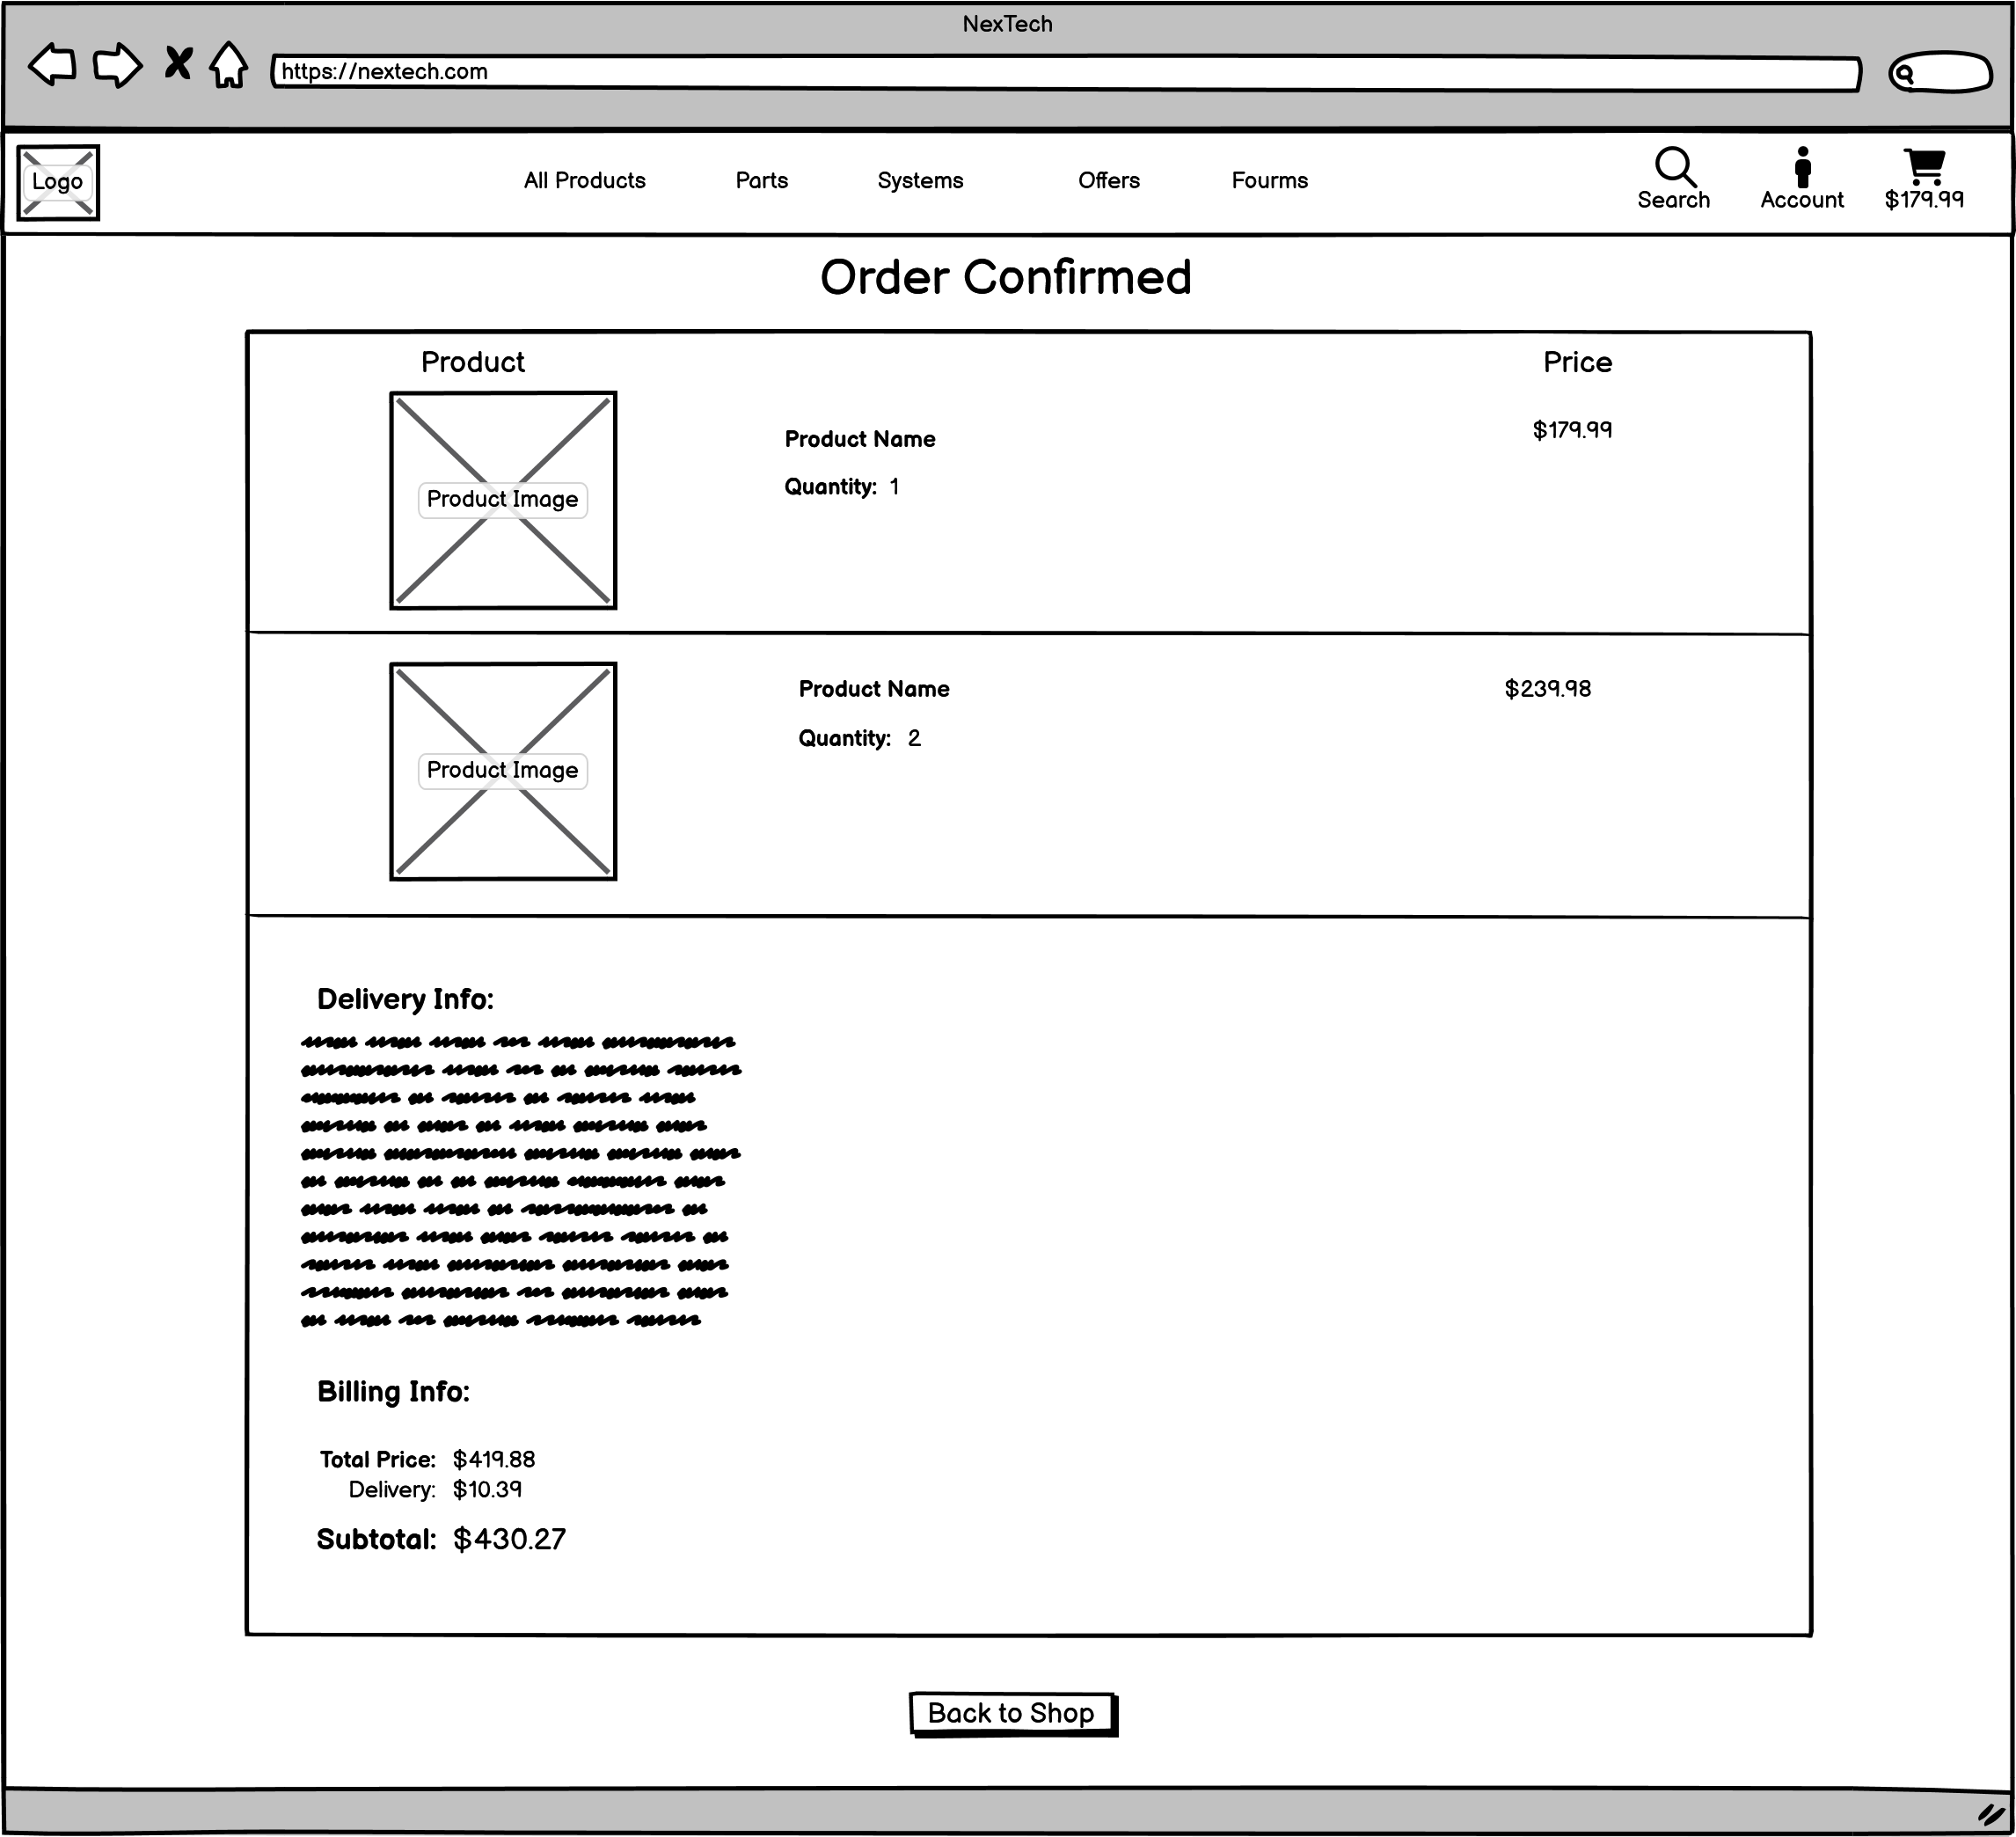 NexTech
https://nextech.com
Logo
All Products Parts Systems Offers Fourms
Search Account $179.99
Order Confirmed
Product Price
Product Name $179.99
Quantity: 1
Product Image
Product Name $239.98
Quantity: 2
Product Image
Delivery Info:
Billing Info:
Total Price: $419.88
Delivery: $10.39
Subtotal: $430.27
Back to Shop